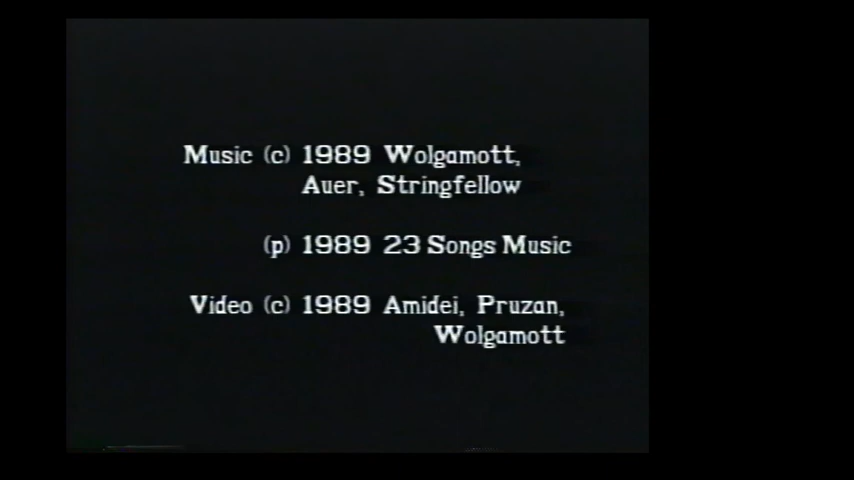 Music (c) 1989 Wolgamott,
Auer, Stringfellow
(p) 1989 23 Songs Music
Video (c) 1989 Amidei, Pruzan,
Wolgamott